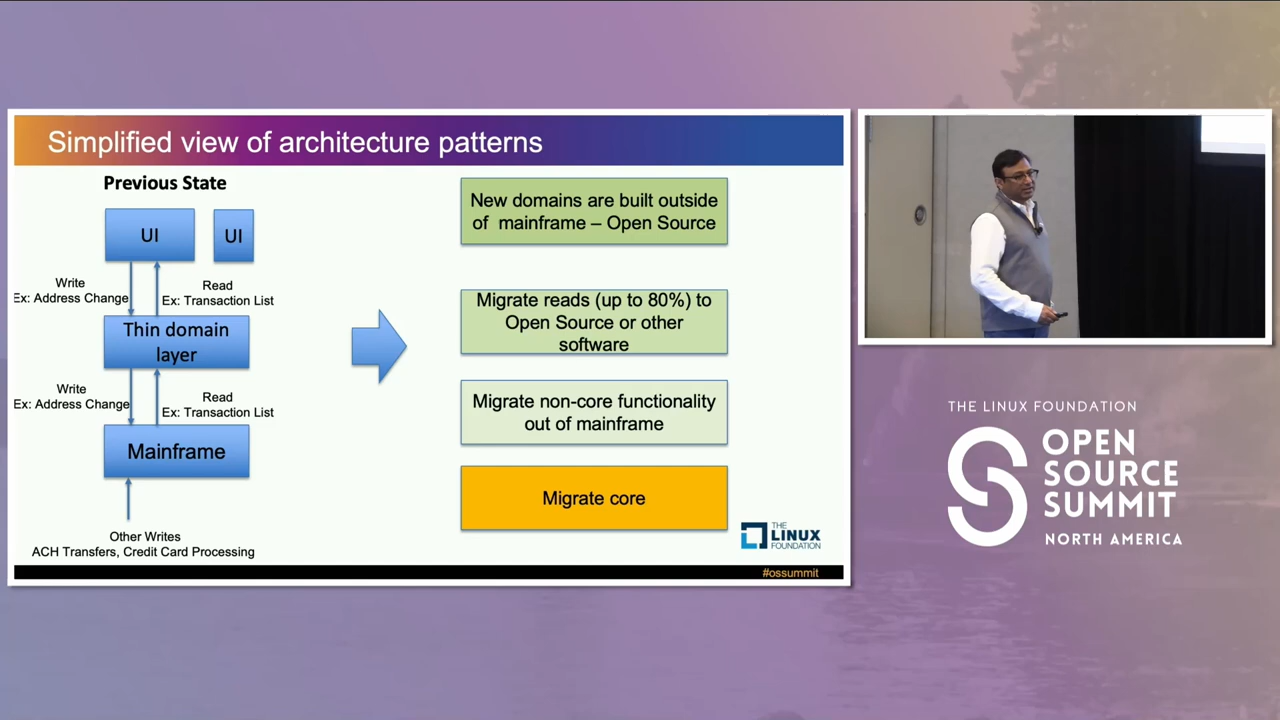 Simplified view of architecture patterns
Previous State
UI
UI
Write
Ex: Address Change
Read
Ex: Transaction List
Thin domain
layer
Write
Ex: Address Change
Read
Ex: Transaction List
Mainframe
Other Writes
ACH Transfers, Credit Card Processing
New domains are built outside
of mainframe – Open Source
Migrate reads (up to 80%) to
Open Source or other
software
Migrate non-core functionality
out of mainframe
Migrate core
THE
LINUX
FOUNDATION
#ossummit
THE LINUX FOUNDATION
OPEN
SOURCE
SUMMIT
NORTH AMERICA